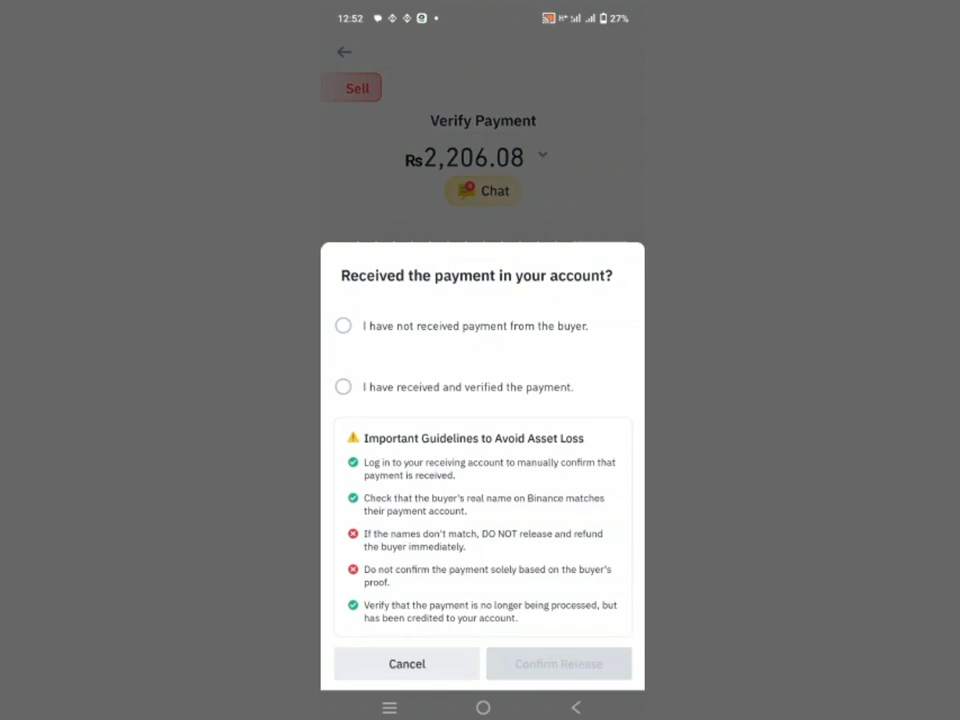 12:52
H+
27%
Sell
Verify Payment
Rs2,206.08
Chat
Received the payment in your account?
I have not received payment from the buyer.
I have received and verified the payment.
Important Guidelines to Avoid Asset Loss
Log in to your receiving account to manually confirm that
payment is received.
Check that the buyer's real name on Binance matches
their payment account.
If the names don't match, DO NOT release and refund
the buyer immediately.
Do not confirm the payment solely based on the buyer's
proof.
Verify that the payment is no longer being processed, but
has been credited to your account.
Cancel
Confirm Release